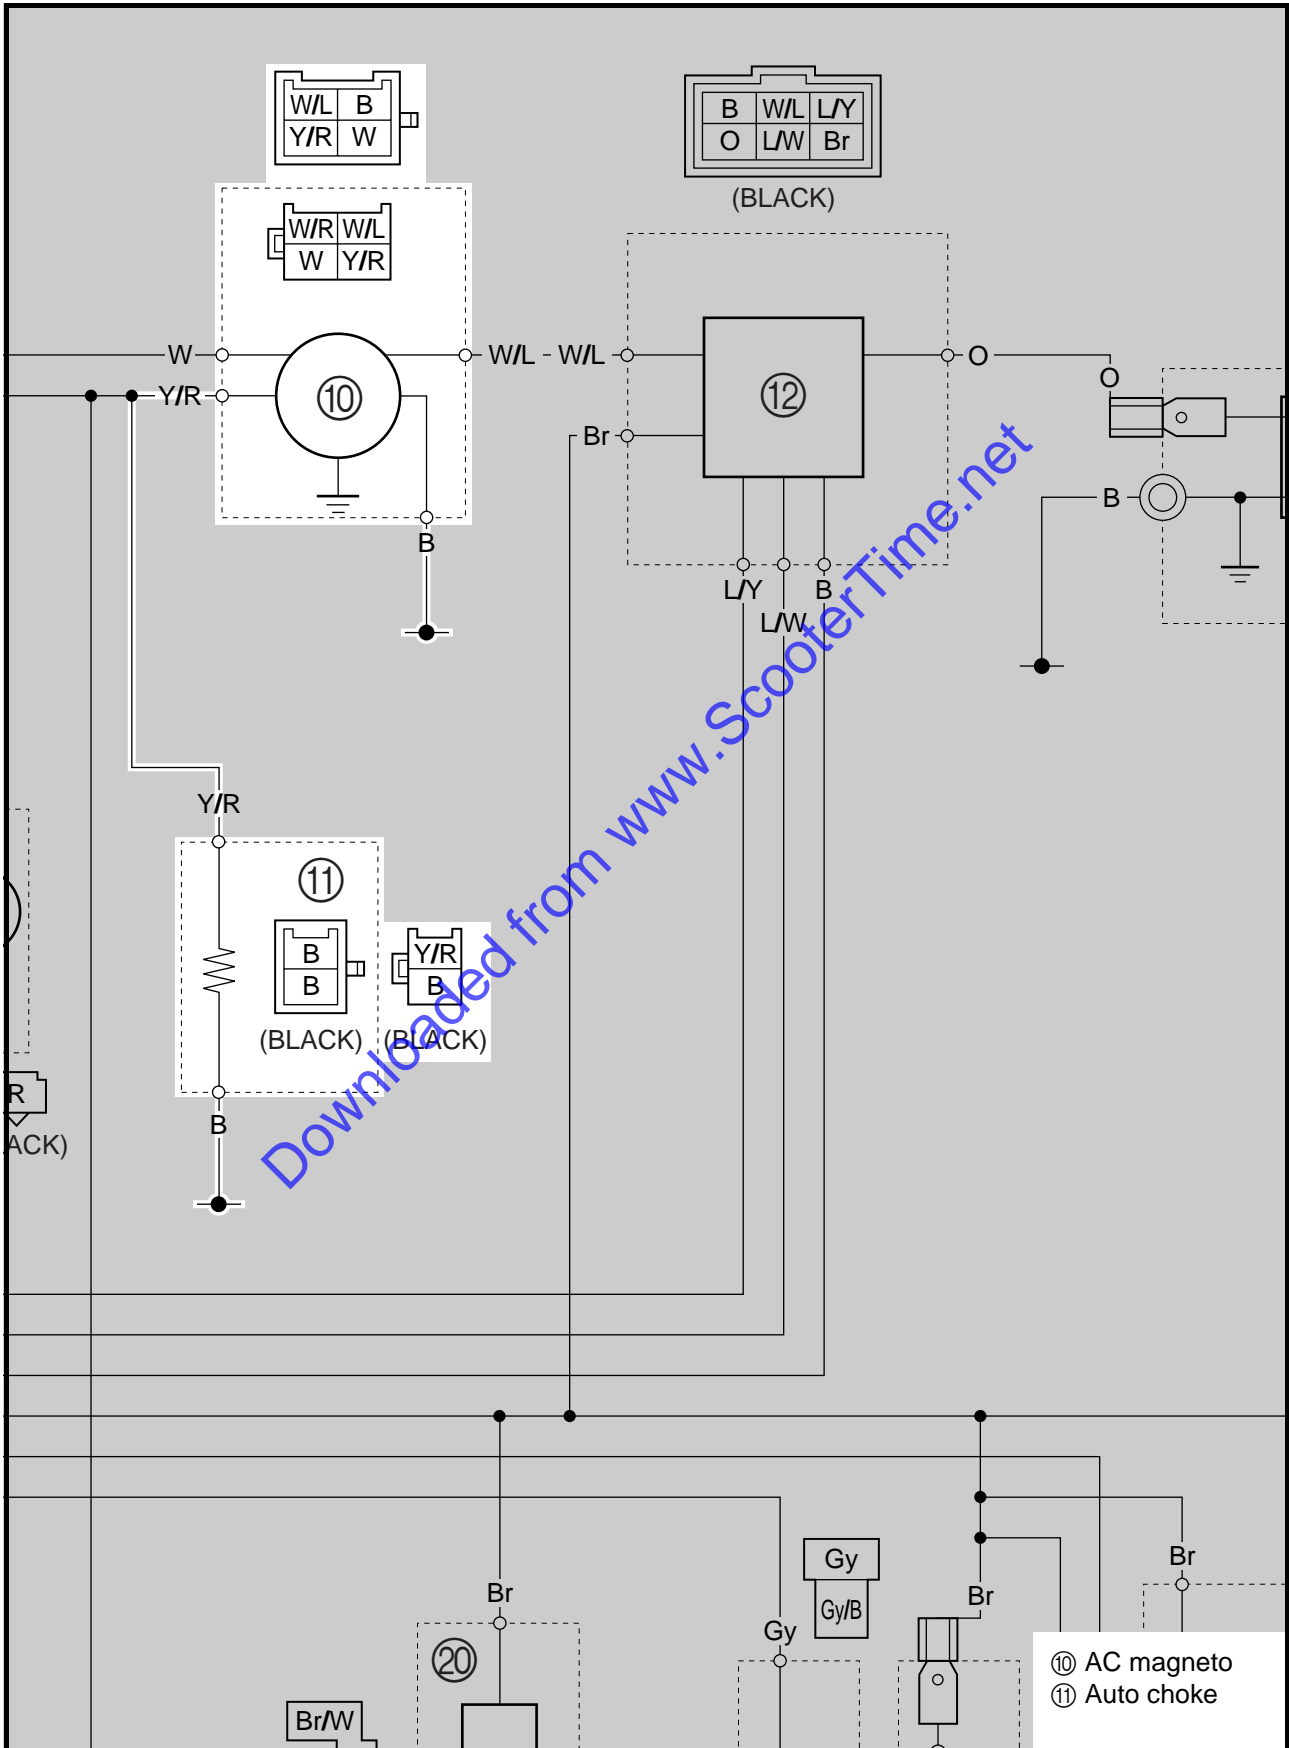 W/L B
Y/R W
B W/L L/Y
O L/W Br
(BLACK)
W/R W/L
W Y/R
W
W/L
W/L
O
O
Y/R
10
12
Br
B
B
L/Y
B
L/W
Y/R
11
B
B
(BLACK)
Y/R
B
(BLACK)
R
ACK)
B
Downloaded from www.ScooterTime.net
Gy
Gy/B
Br
Br
Br
Gy
20
Br/W
⑩ AC magneto
⑪ Auto choke